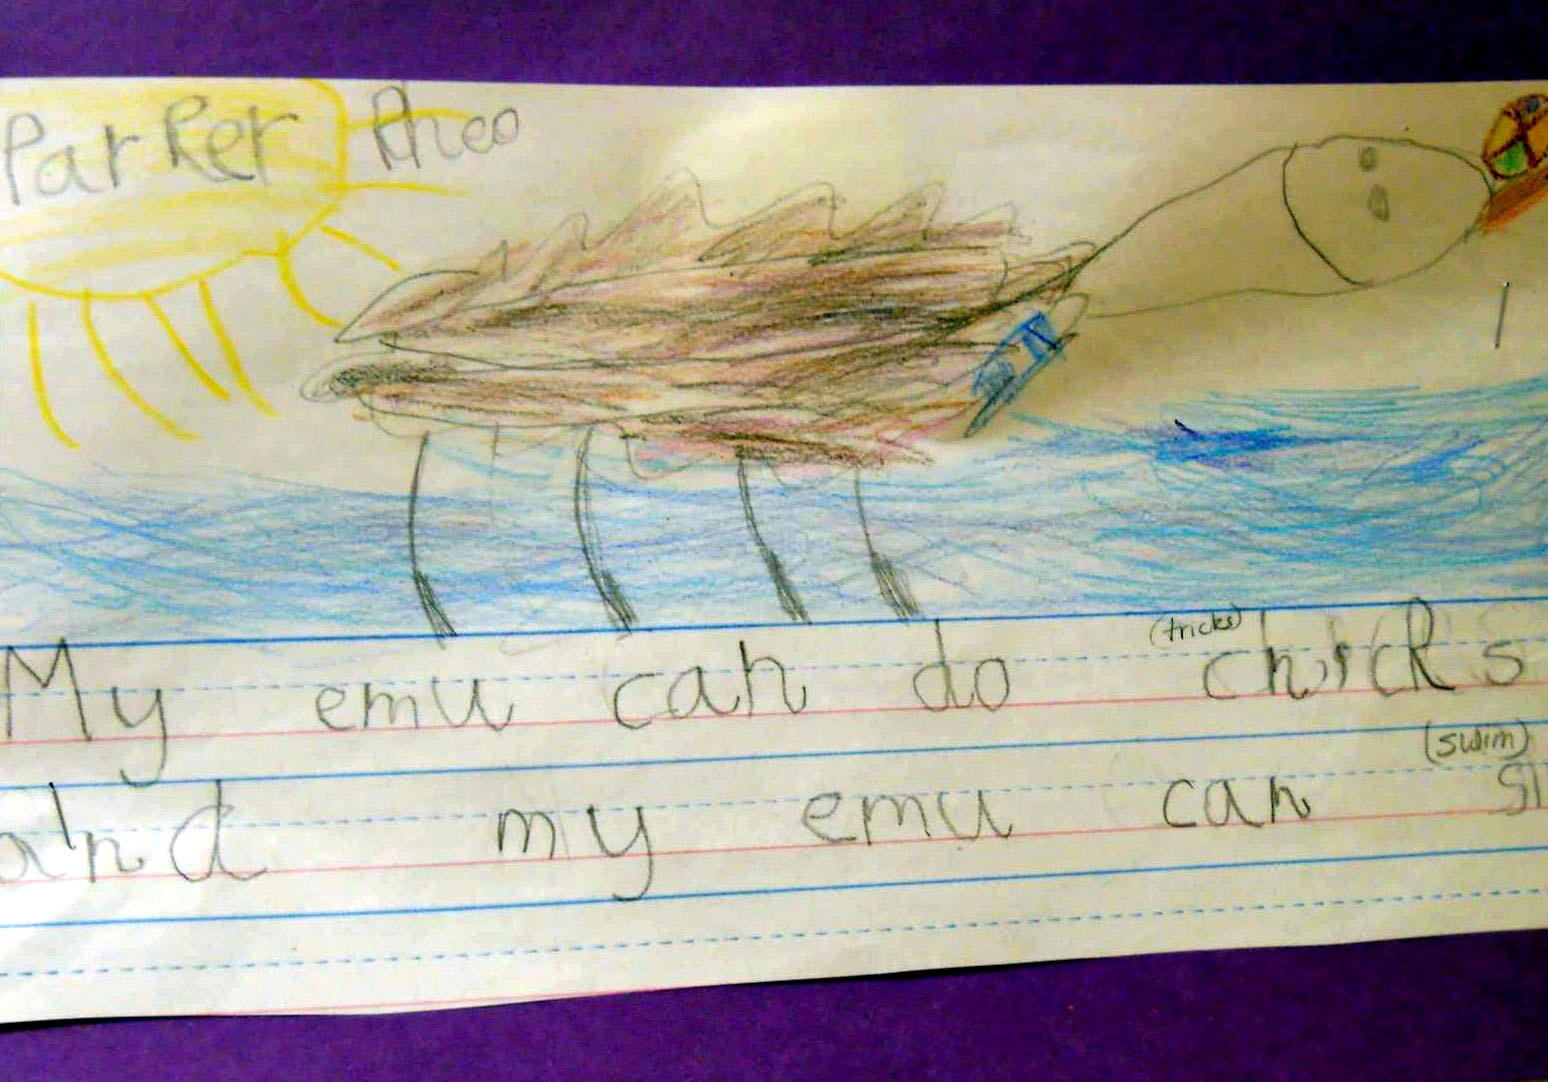 Parker Rheo
(tricks)
My emu can do chricks
(swim)
and my emu can